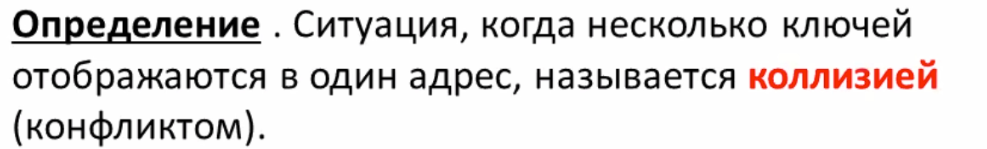 Определение . Ситуация, когда несколько ключей
отображаются в один адрес, называется коллизией
(конфликтом).